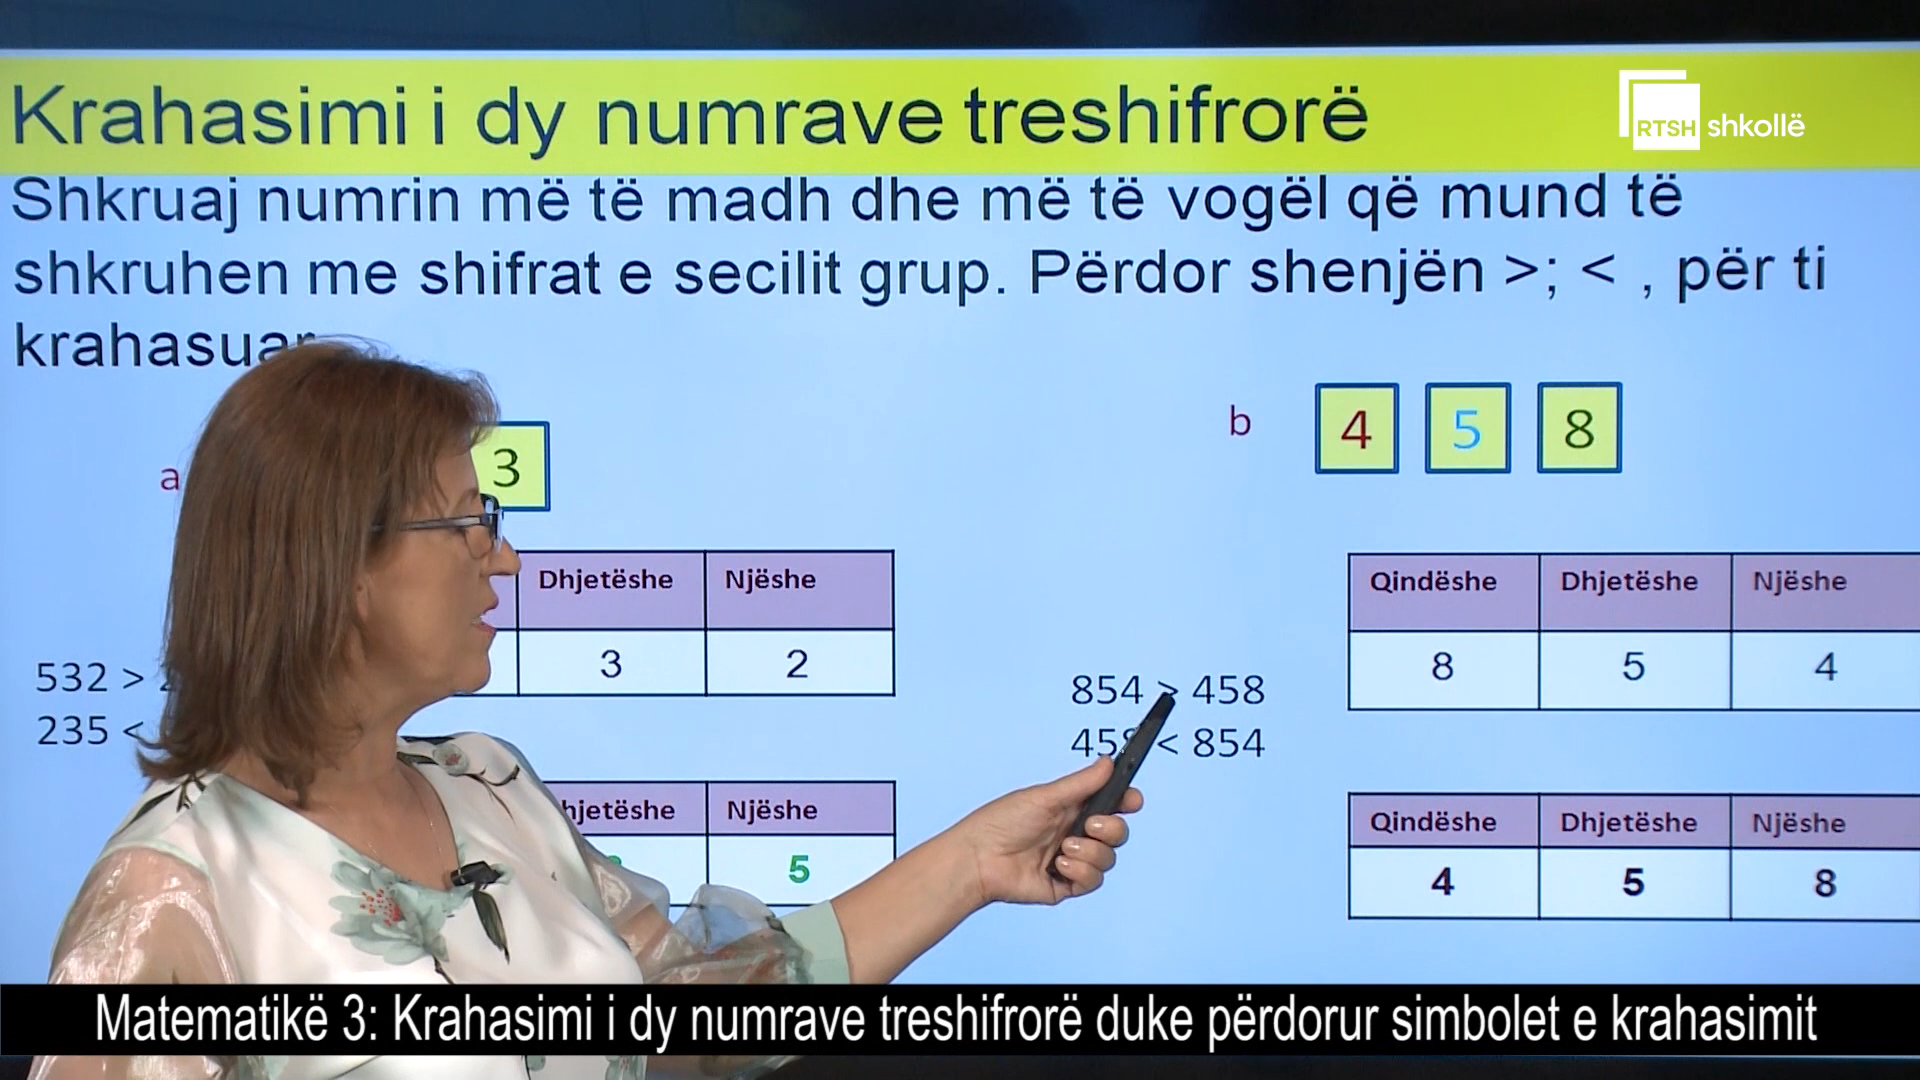 Krahasimi i dy numrave treshifrorë
RTSH shkollë
Shkruaj numrin më të madh dhe më të vogël që mund të
shkruhen me shifrat e secilit grup. Përdor shenjën >; < , për ti
krahasuar
a
3
b
4 5 8
Dhjetëshe Njëshe
3 2
532 >
235 <
Njëshe
5
Qindëshe Dhjetëshe Njëshe
8 5 4
854 > 458
< 854
Qindëshe Dhjetëshe Njëshe
4 5 8
Matematikë 3: Krahasimi i dy numrave treshifrorë duke përdorur simbolet e krahasimit